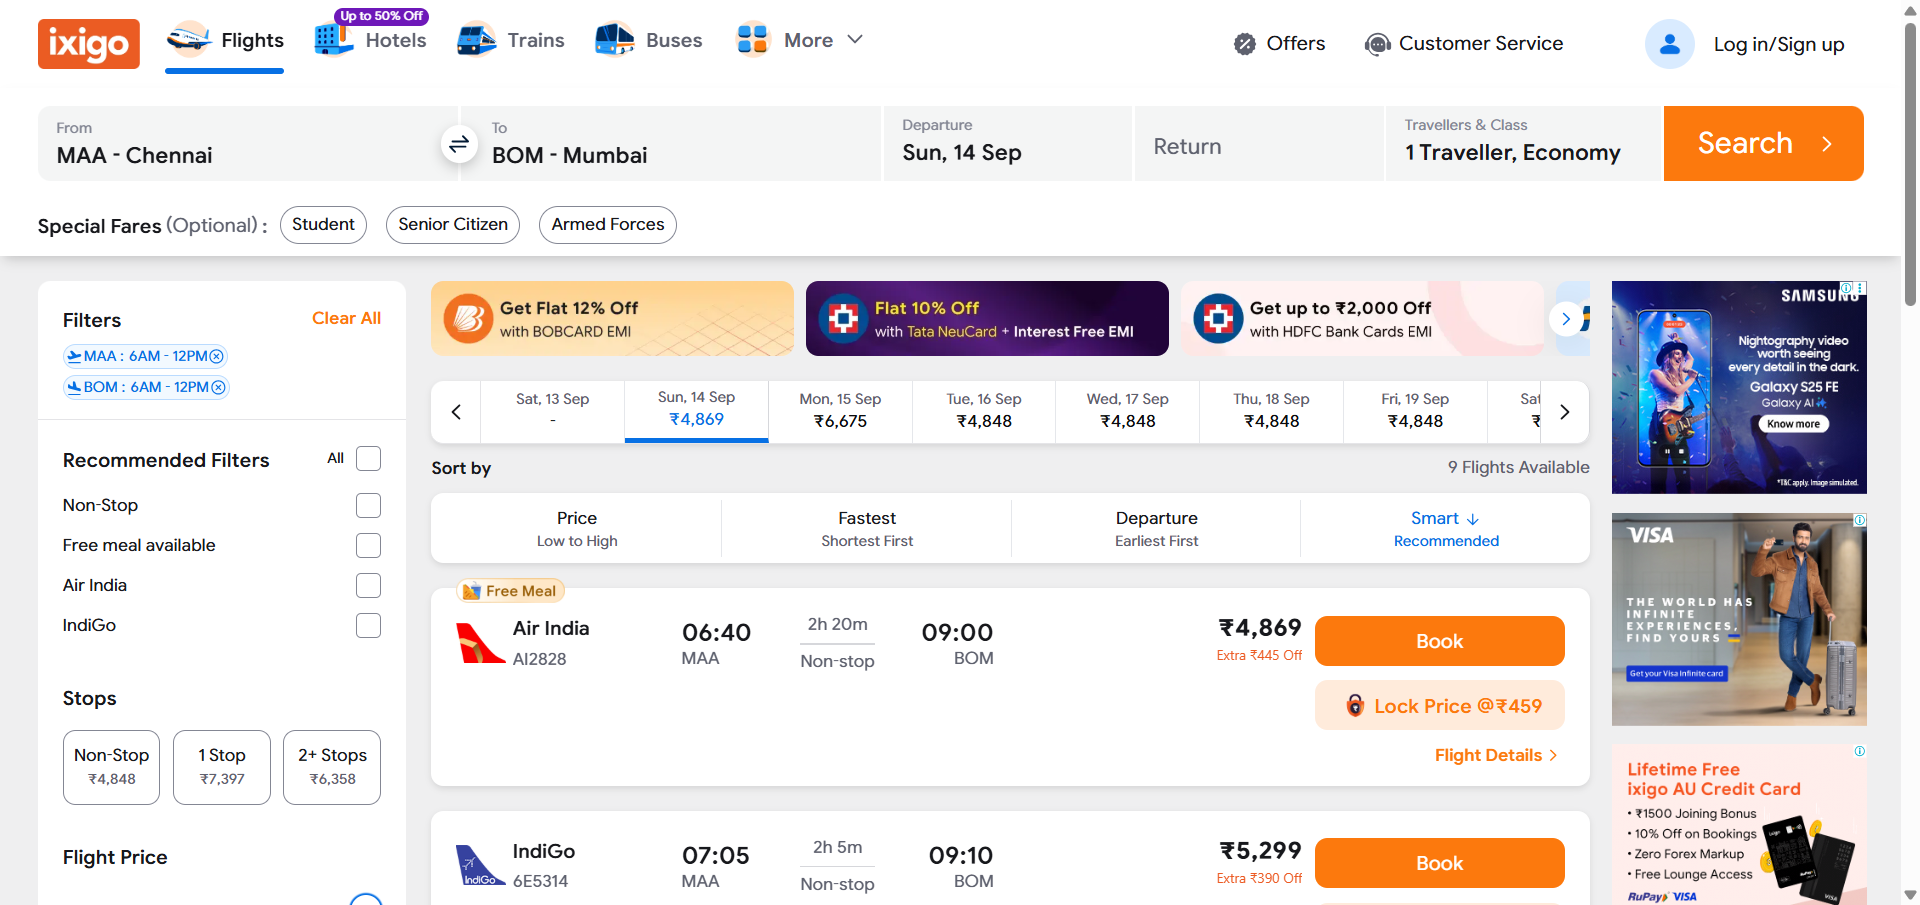 ixigo
Flights
Up to 50% Off
Hotels
Trains
Buses
More
Offers
Customer Service
Log in/Sign up
From
MAA - Chennai
To
BOM - Mumbai
Departure
Sun, 14 Sep
Return
Travellers & Class
1 Traveller, Economy
Search
Special Fares (Optional) :
Student
Senior Citizen
Armed Forces
Filters
Clear All
MAA : 6AM - 12PM
BOM : 6AM - 12PM
Recommended Filters
All
Non-Stop
Free meal available
Air India
IndiGo
Stops
Non-Stop
₹4,848
1 Stop
₹7,397
2+ Stops
₹6,358
Flight Price
Get Flat 12% Off
with BOBCARD EMI
Flat 10% Off
with Tata NeuCard + Interest Free EMI
Get up to ₹2,000 Off
with HDFC Bank Cards EMI
Sat, 13 Sep
-
Sun, 14 Sep
₹4,869
Mon, 15 Sep
₹6,675
Tue, 16 Sep
₹4,848
Wed, 17 Sep
₹4,848
Thu, 18 Sep
₹4,848
Fri, 19 Sep
₹4,848
Sat
₹
Sort by
9 Flights Available
Price
Low to High
Fastest
Shortest First
Departure
Earliest First
Smart
Recommended
Free Meal
Air India
AI2828
06:40
MAA
2h 20m
Non-stop
09:00
BOM
₹4,869
Extra ₹445 Off
Book
Lock Price @₹459
Flight Details
IndiGo
IndiGo
6E5314
07:05
MAA
2h 5m
Non-stop
09:10
BOM
₹5,299
Extra ₹390 Off
Book
SAMSUNG
Nightography video
worth seeing
every detail in the dark.
Galaxy S25 FE
Galaxy AI
Know more
*T&C apply. Image simulated.
VISA
THE WORLD HAS
INFINITE
EXPERIENCES,
FIND YOURS
Get your Visa Infinite card
Lifetime Free
ixigo AU Credit Card
• ₹1500 Joining Bonus
• 10% Off on Bookings
• Zero Forex Markup
• Free Lounge Access
RuPay VISA